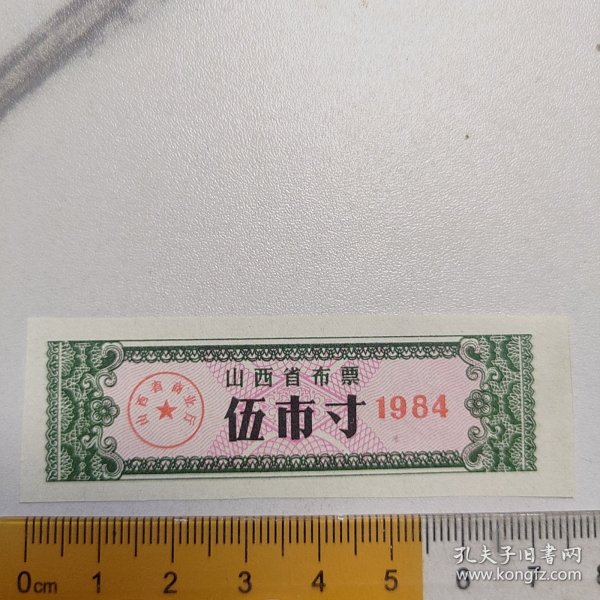 山西省布票
伍市寸
1984
山西省商业厅
0cm 1 2 3 4 5 6 7 8
孔夫子旧书网
www.kongfz.com